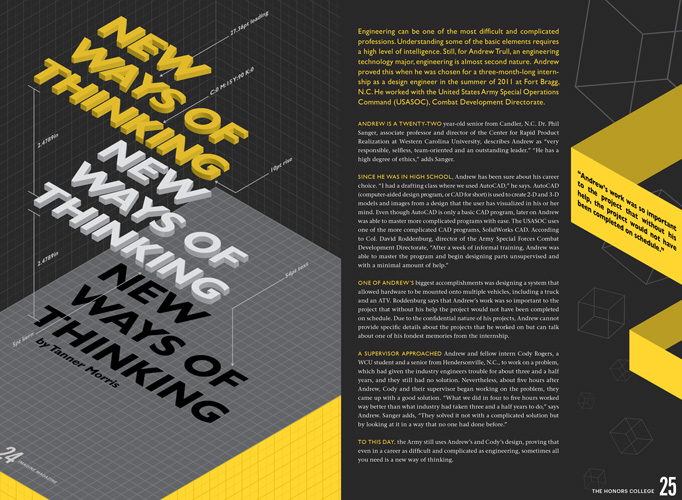 NEW
WAYS OF
THINKING
27.36pt leading
C:0 M:15 Y:90 K:0
2.4789in
10pt rise
NEW
WAYS OF
THINKING
2.4789in
NEW
WAYS OF
THINKING
by Tanner Morris
24
Engineering can be one of the most difficult and complicated
professions. Understanding some of the basic elements requires
a high level of intelligence. Still, for Andrew Trull, an engineering
technology major, engineering is almost second nature. Andrew
proved this when he was chosen for a three-month-long intern-
ship as a design engineer in the summer of 2011 at Fort Bragg,
N.C. He worked with the United States Army Special Operations
Command (USASOC), Combat Development Directorate.
ANDREW IS A TWENTY-TWO year-old senior from Candler, N.C. Dr. Phil
Sanger, associate professor and director of the Center for Rapid Product
Realization at Western Carolina University, describes Andrew as “very
responsible, selfless, team-oriented and an outstanding leader.” “He has a
high degree of ethics,” adds Sanger.
SINCE HE WAS IN HIGH SCHOOL, Andrew has been sure about his career
choice. “I had a drafting class where we used AutoCAD,” he says. AutoCAD
(computer-aided design program, or CAD for short) is used to create 2-D and 3-D
models and images from a design that the user has visualized in his or her
mind. Even though AutoCAD is only a basic CAD program, later on Andrew
was able to master more complicated programs with ease. The USASOC uses
one of the more complicated CAD programs, SolidWorks CAD. According
to Col. David Roddenburg, director of the Army Special Forces Combat
Development Directorate, “After a week of informal training, Andrew was
able to master the program and begin designing parts unsupervised and
with a minimal amount of help.”
ONE OF ANDREW'S biggest accomplishments was designing a system that
allowed hardware to be mounted onto multiple vehicles, including a truck
and an ATV. Roddenburg says that Andrew's work was so important to the
project that without his help the project would not have been completed
on schedule. Due to the confidential nature of his projects, Andrew cannot
provide specific details about the projects that he worked on but can talk
about one of his fondest memories from the internship.
A SUPERVISOR APPROACHED Andrew and fellow intern Cody Rogers, a
WCU student and a senior from Hendersonville, N.C., to work on a problem,
which had given the industry engineers trouble for about three and a half
years, and they still had no solution. Nevertheless, about five hours after
Andrew, Cody and their supervisor began working on the problem, they
came up with a good solution. “What we did in four to five hours worked
way better than what industry had taken three and a half years to do,” says
Andrew. Sanger adds, “They solved it not with a complicated solution but
by looking at it in a way that no one had done before.”
TO THIS DAY, the Army still uses Andrew's and Cody's design, proving that
even in a career as difficult and complicated as engineering, sometimes all
you need is a new way of thinking.
“Andrew's work was so important
to the project that without his
help, the project would not have
been completed on schedule.”
THE HONORS COLLEGE 25